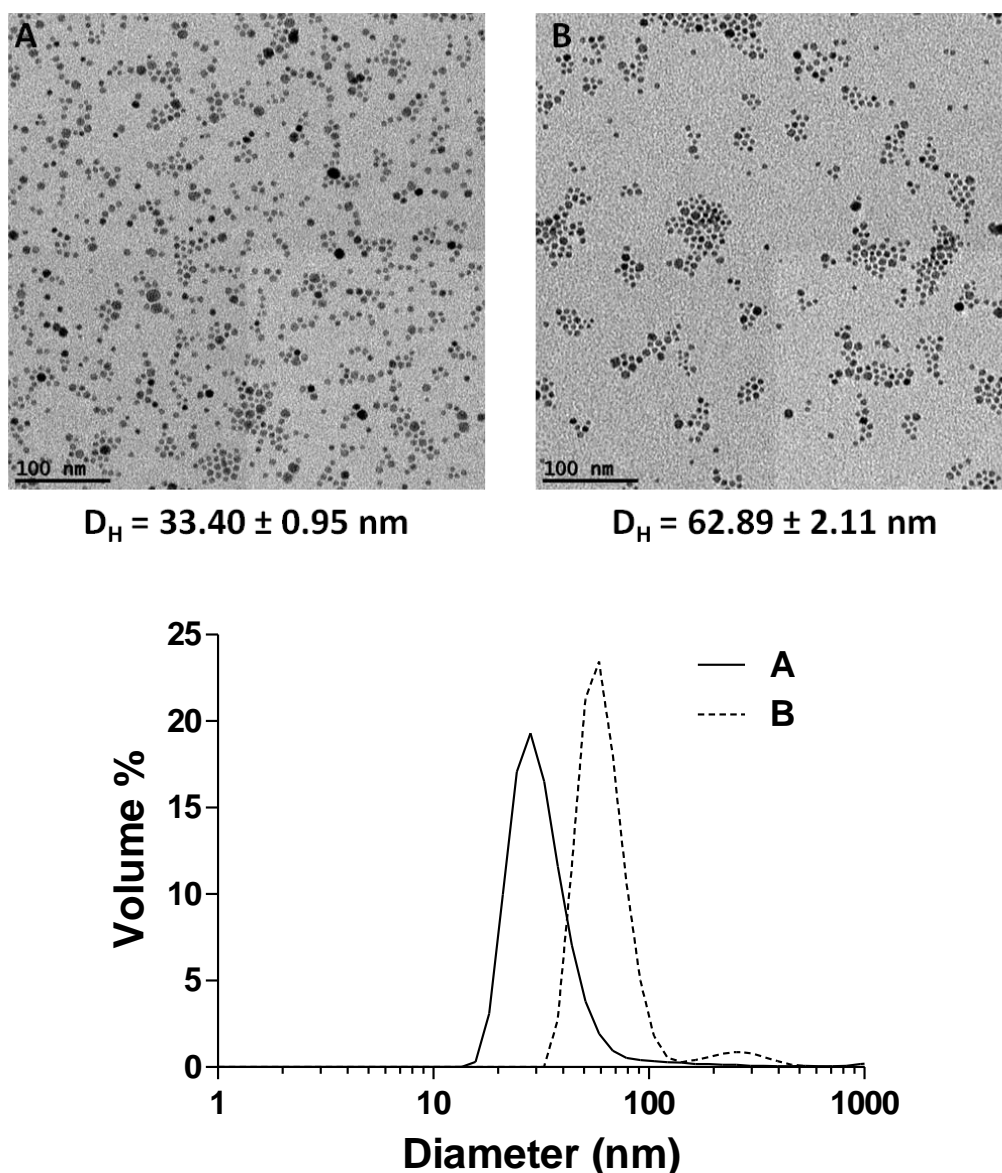 A
B
100 nm
100 nm
D_H = 33.40 ± 0.95 nm
D_H = 62.89 ± 2.11 nm
25
20
15
10
5
0
Volume %
A
B
1
10
100
1000
Diameter (nm)